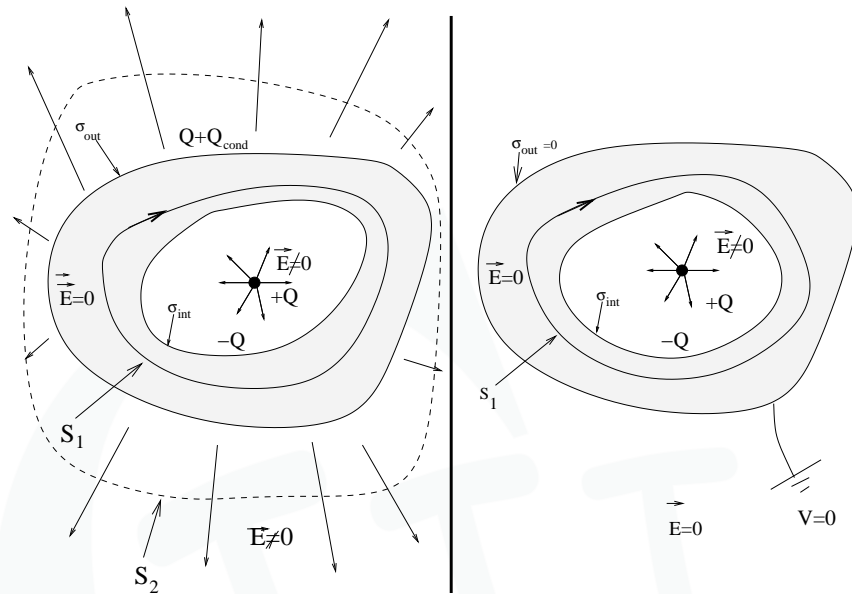 σout
Q+Qcond
E≠0
E=0
+Q
σint
−Q
S1
S2
E≠0
σout =0
E≠0
E=0
+Q
σint
−Q
S1
E=0
V=0